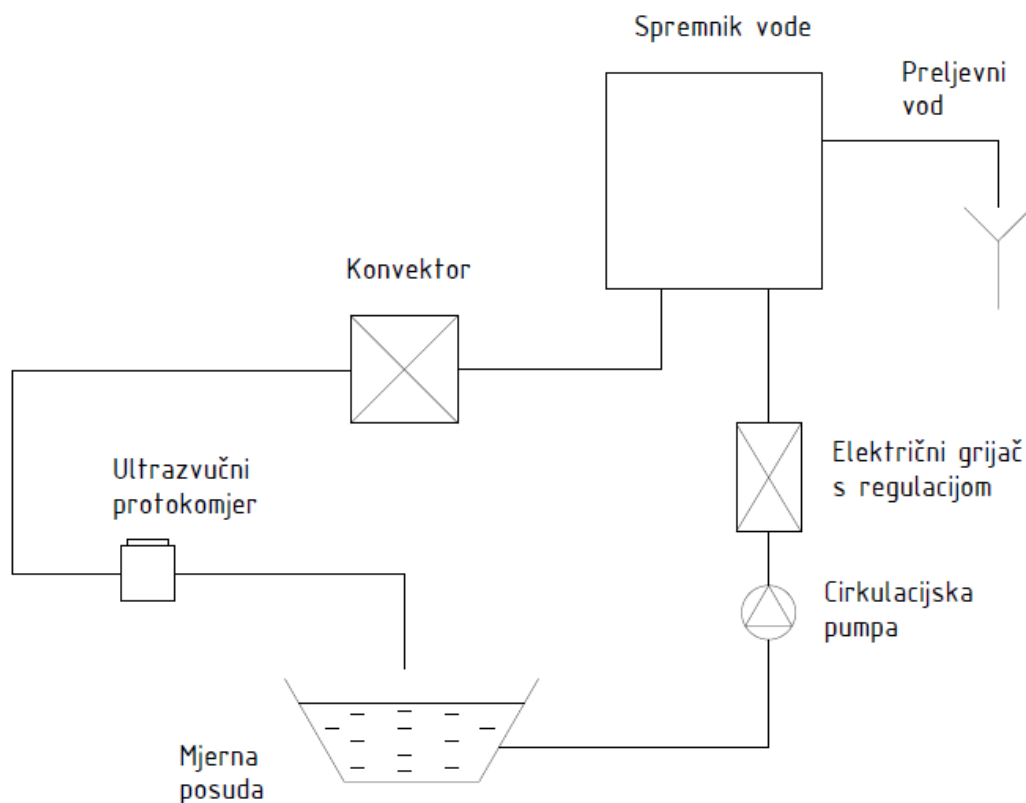 Spremnik vode
Preljevni
vod
Konvektor
Ultrazvučni
protokomjer
Električni grijač
s regulacijom
Cirkulacijska
pumpa
Mjerna
posuda